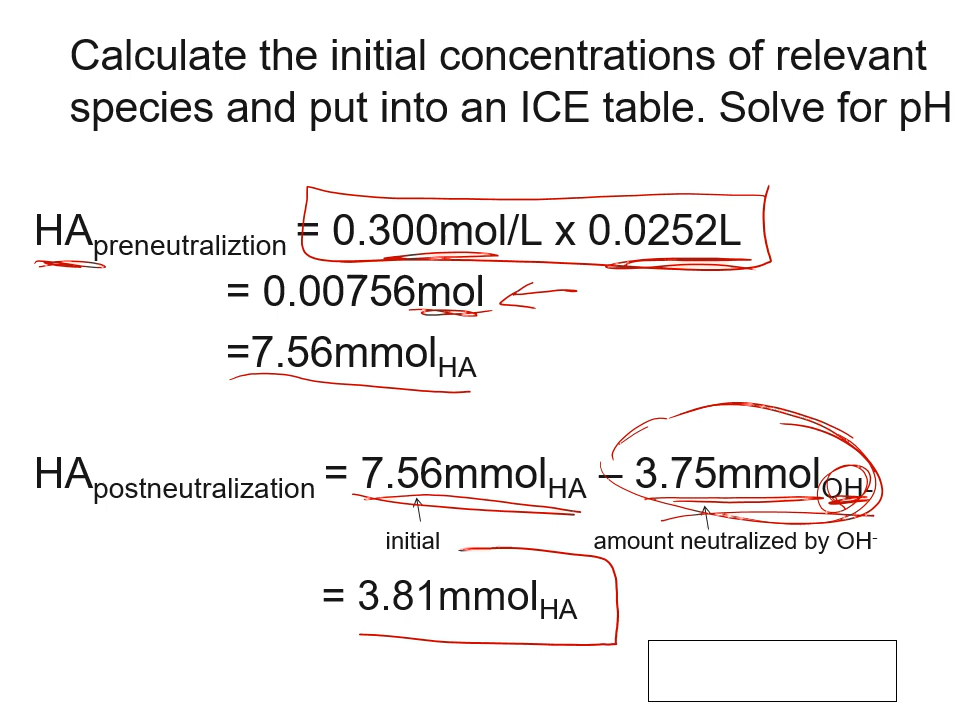 Calculate the initial concentrations of relevant
species and put into an ICE table. Solve for pH
HApreneutraliztion = 0.300mol/L x 0.0252L
= 0.00756mol
=7.56mmolHA
HApostneutralization = 7.56mmolHA – 3.75mmolOH-
initial amount neutralized by OH-
= 3.81mmolHA